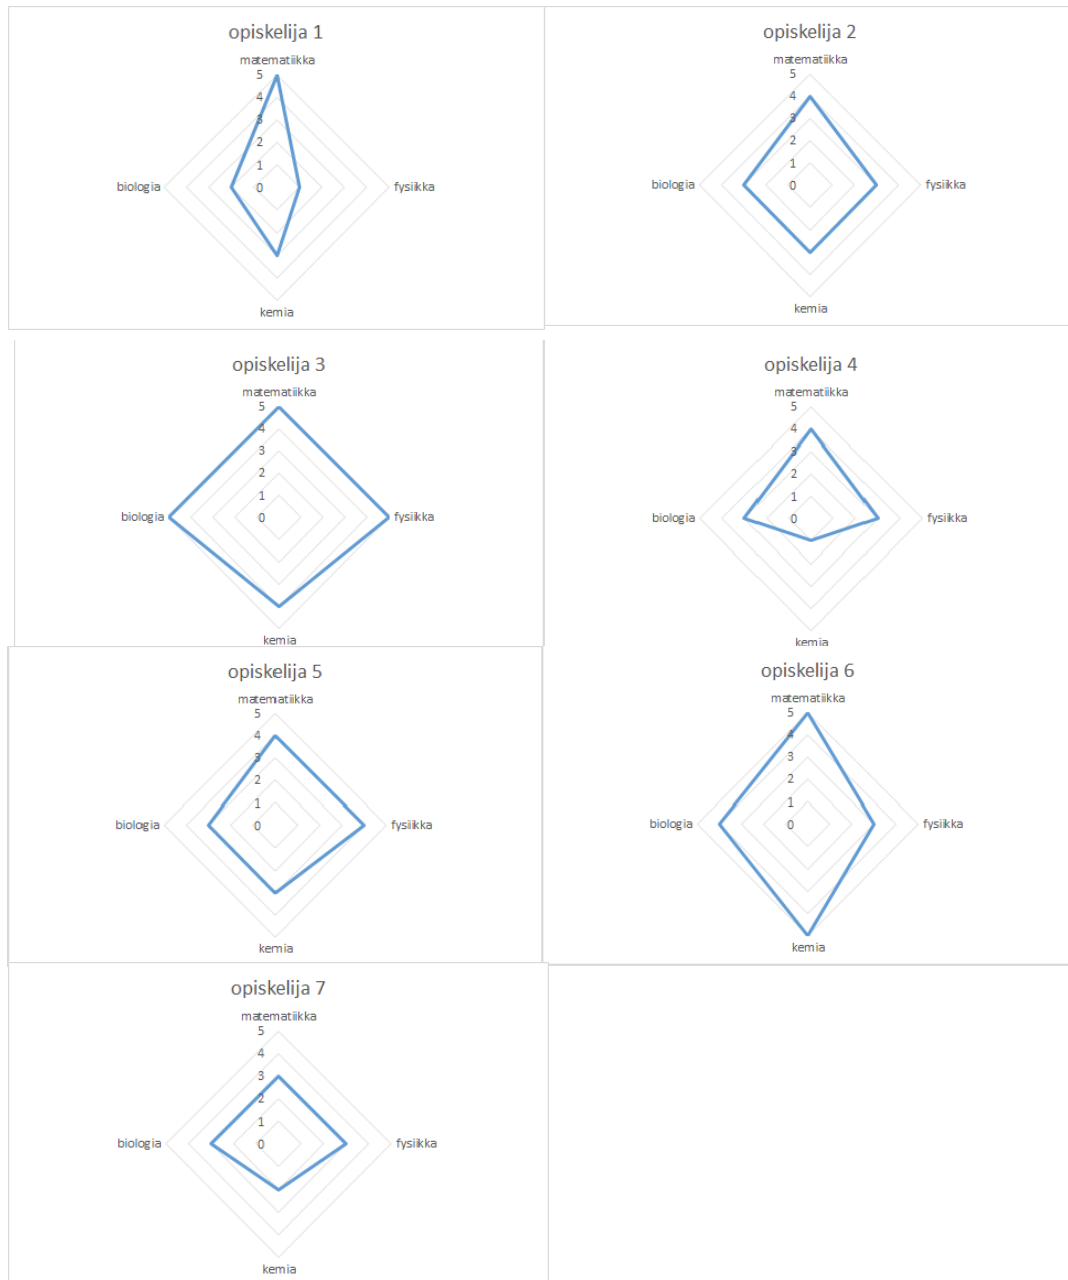 opiskelija 1
matematiikka
5
4
3
2
1
0
biologia
fysiikka
kemia
opiskelija 2
matematiikka
5
4
3
2
1
0
biologia
fysiikka
kemia
opiskelija 3
matematiikka
5
4
3
2
1
0
biologia
fysiikka
kemia
opiskelija 4
matematiikka
5
4
3
2
1
0
biologia
fysiikka
kemia
opiskelija 5
matematiikka
5
4
3
2
1
0
biologia
fysiikka
kemia
opiskelija 6
matematiikka
5
4
3
2
1
0
biologia
fysiikka
kemia
opiskelija 7
matematiikka
5
4
3
2
1
0
biologia
fysiikka
kemia